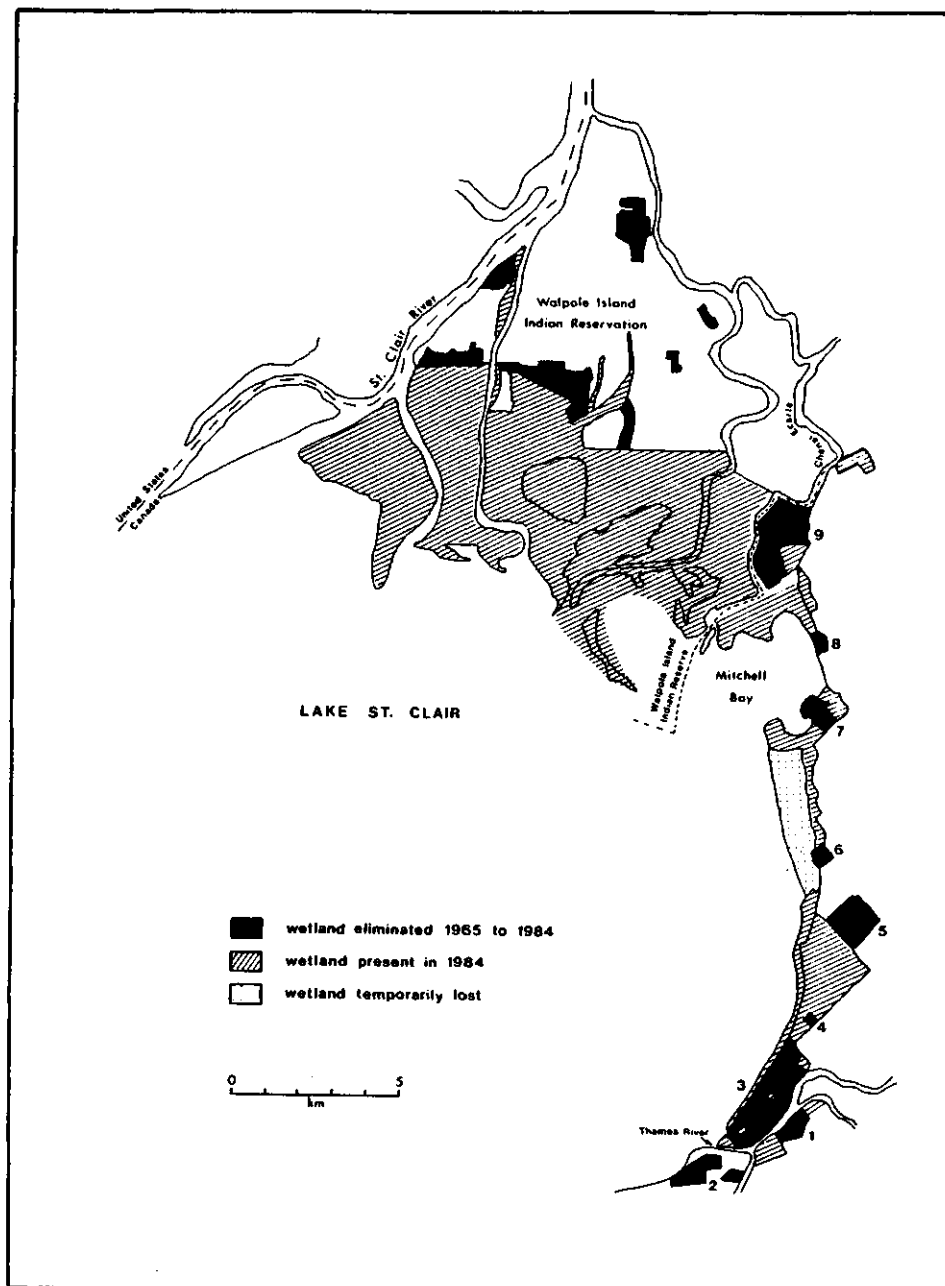 Walpole Island
Indian Reservation
St. Clair River
United States
Canada
Chenal Ecarte
9
8
Walpole Island
Indian Reserve
Mitchell
Bay
LAKE ST. CLAIR
7
6
wetland eliminated 1965 to 1984
5
wetland present in 1984
wetland temporarily lost
4
0 5
km
3
Thames River
1
2